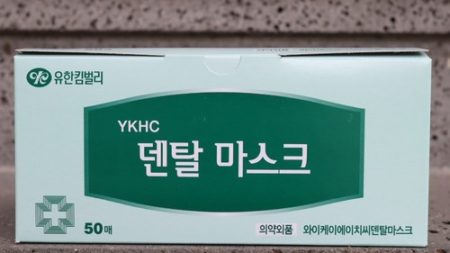 유한킴벌리
YKHC
덴탈 마스크
50매
의약외품 와이케이에이치씨덴탈마스크